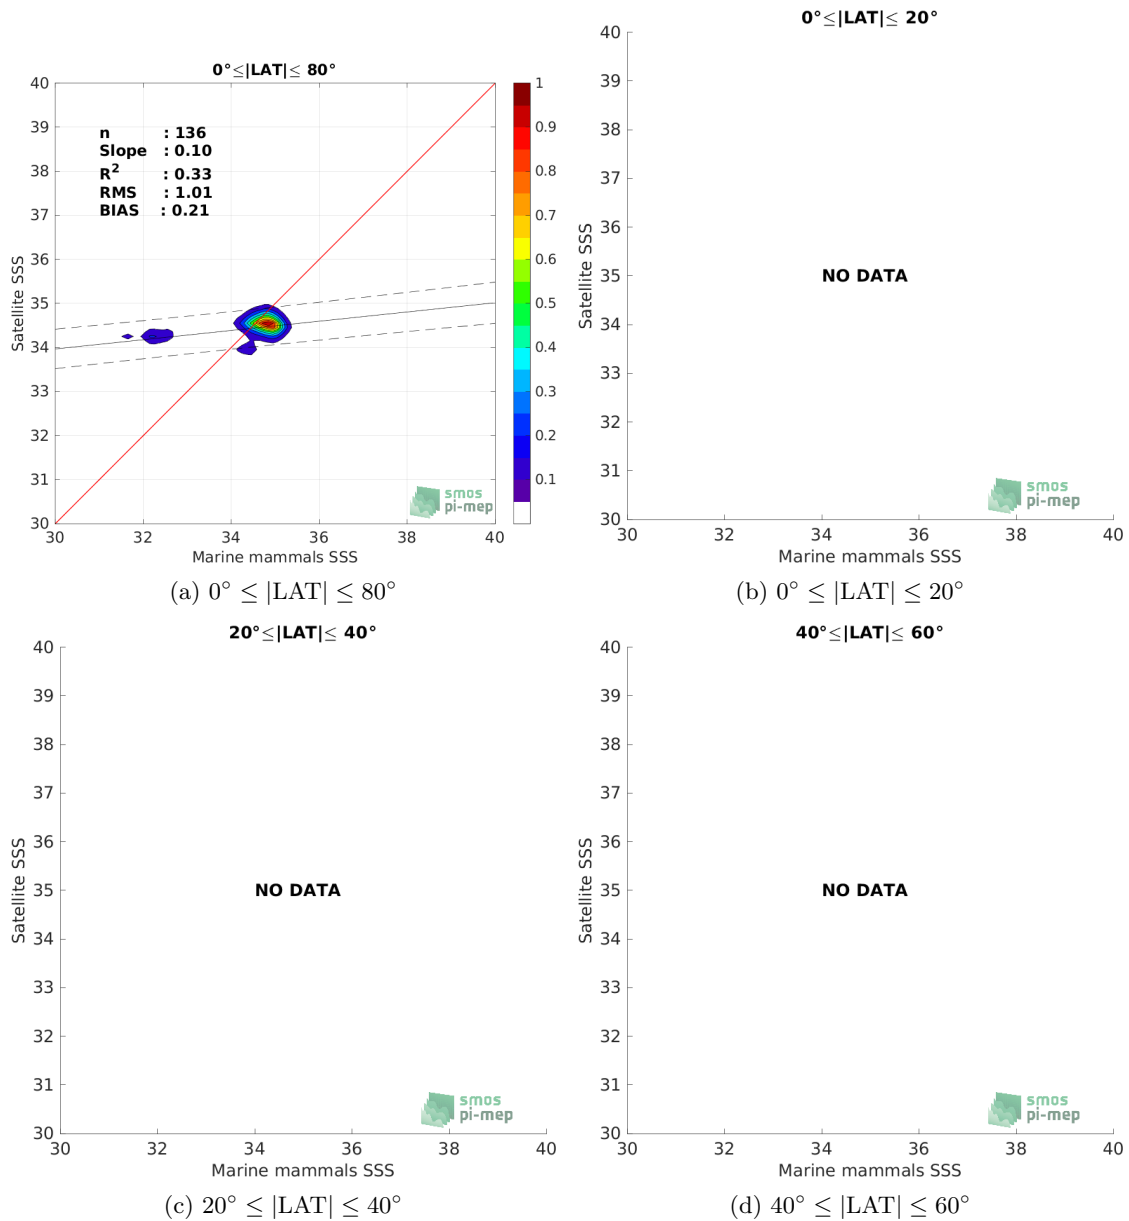 0°≤|LAT|≤ 80°
40
39
38
37
36
35
34
33
32
31
30
n : 136
Slope : 0.10
R² : 0.33
RMS : 1.01
BIAS : 0.21
1
0.9
0.8
0.7
0.6
0.5
0.4
0.3
0.2
0.1
Satellite SSS
smos
pi-mep
30 32 34 36 38 40
Marine mammals SSS
(a) 0° ≤ |LAT| ≤ 80°
0°≤|LAT|≤ 20°
40
39
38
37
36
35
34
33
32
31
30
Satellite SSS
NO DATA
smos
pi-mep
30 32 34 36 38 40
Marine mammals SSS
(b) 0° ≤ |LAT| ≤ 20°
20°≤|LAT|≤ 40°
40
39
38
37
36
35
34
33
32
31
30
Satellite SSS
NO DATA
smos
pi-mep
30 32 34 36 38 40
Marine mammals SSS
(c) 20° ≤ |LAT| ≤ 40°
40°≤|LAT|≤ 60°
40
39
38
37
36
35
34
33
32
31
30
Satellite SSS
NO DATA
smos
pi-mep
30 32 34 36 38 40
Marine mammals SSS
(d) 40° ≤ |LAT| ≤ 60°